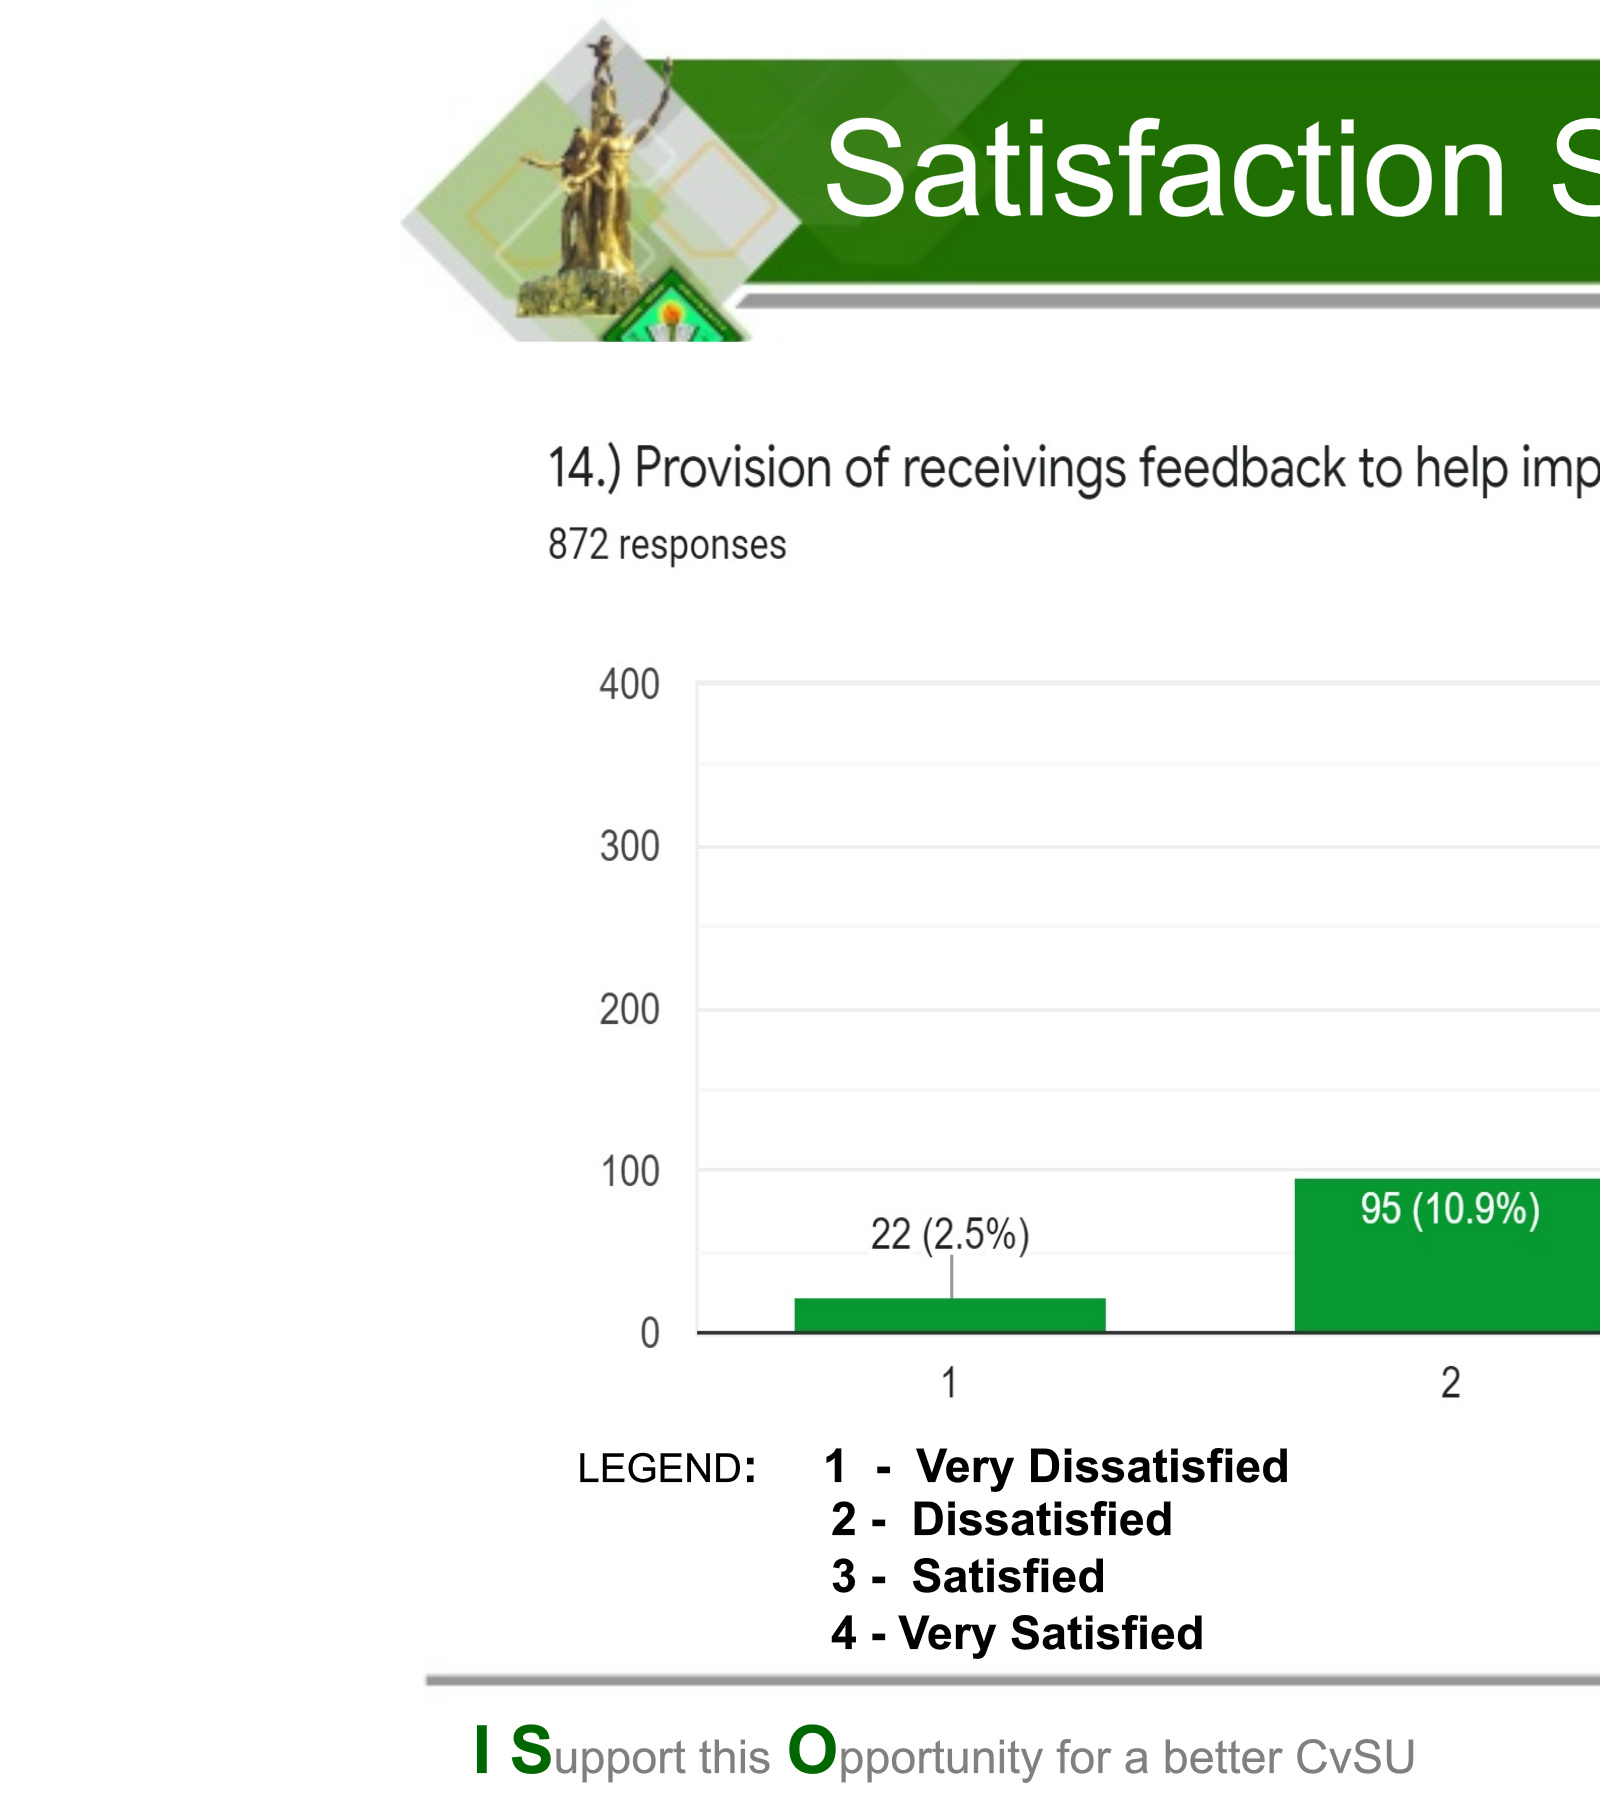 Satisfaction S
14.) Provision of receivings feedback to help imp
872 responses
400
300
200
100
0
22 (2.5%)
95 (10.9%)
1
2
LEGEND: 1 - Very Dissatisfied
2 - Dissatisfied
3 - Satisfied
4 - Very Satisfied
I Support this Opportunity for a better CvSU